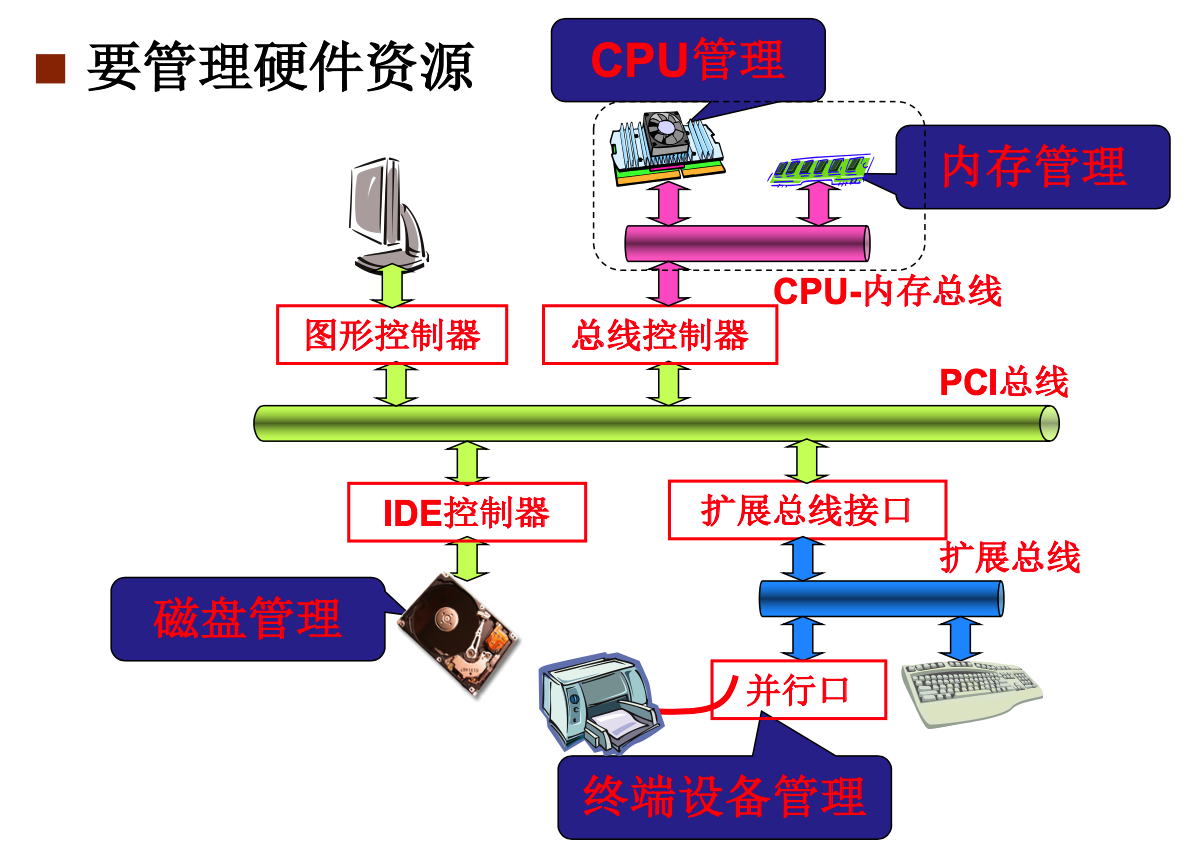 要管理硬件资源
CPU管理
内存管理
CPU-内存总线
图形控制器
总线控制器
PCI总线
IDE控制器
扩展总线接口
扩展总线
磁盘管理
并行口
终端设备管理